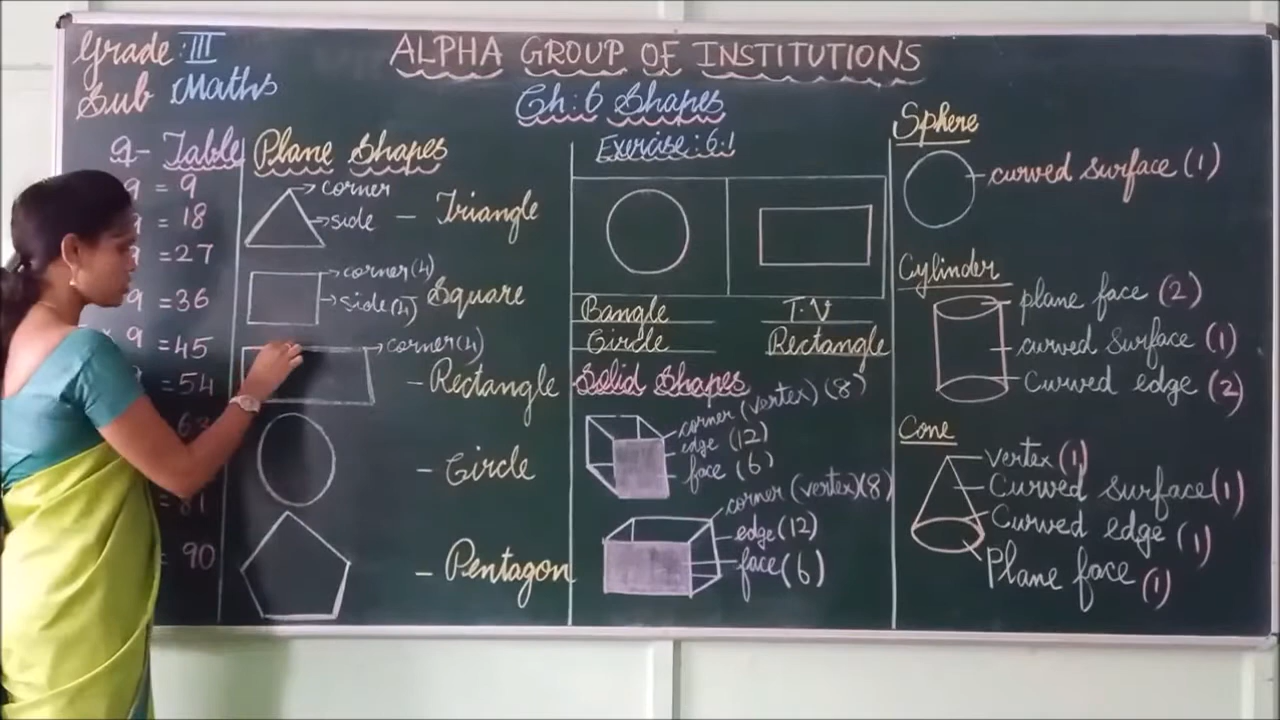 Grade : III
Sub Maths
ALPHA GROUP OF INSTITUTIONS
Ch: 6 Shapes
9- Table
9 = 9
9 = 18
9 = 27
9 = 36
× 9 = 45
= 54
63
81
= 90
Plane Shapes
corner
side - Triangle
corner(4)
side(4) Square
corner(4)
- Rectangle
- Circle
- Pentagon
Exercise: 6.1
Bangle T.V
Circle Rectangle
Solid Shapes
corner (vertex) (8)
edge (12)
face (6)
corner (vertex)(8)
edge (12)
face (6)
Sphere
curved surface (1)
Cylinder
plane face (2)
curved surface (1)
Curved edge (2)
Cone
vertex (1)
Curved surface(1)
Curved edge (1)
Plane face (1)